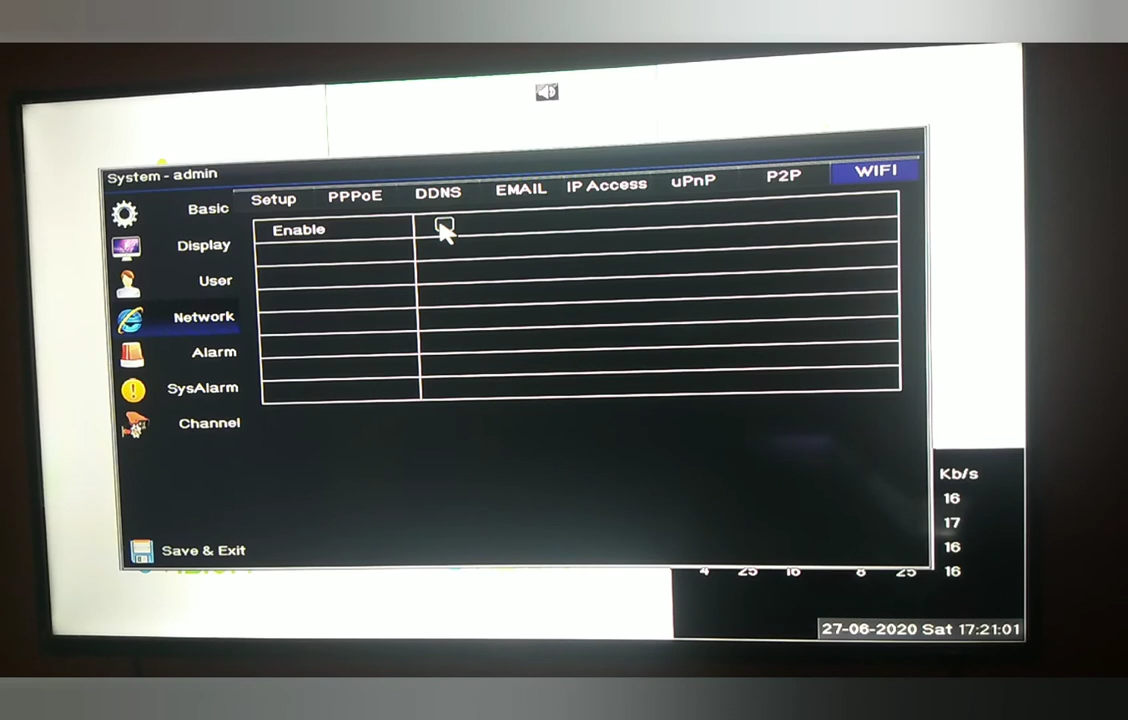 System - admin
Setup PPPoE DDNS EMAIL IP Access uPnP P2P WIFI
Basic
Enable
Display
User
Network
Alarm
SysAlarm
Channel
Kb/s
16
17
16
4 25 16 8 25 16
Save & Exit
27-06-2020 Sat 17:21:01